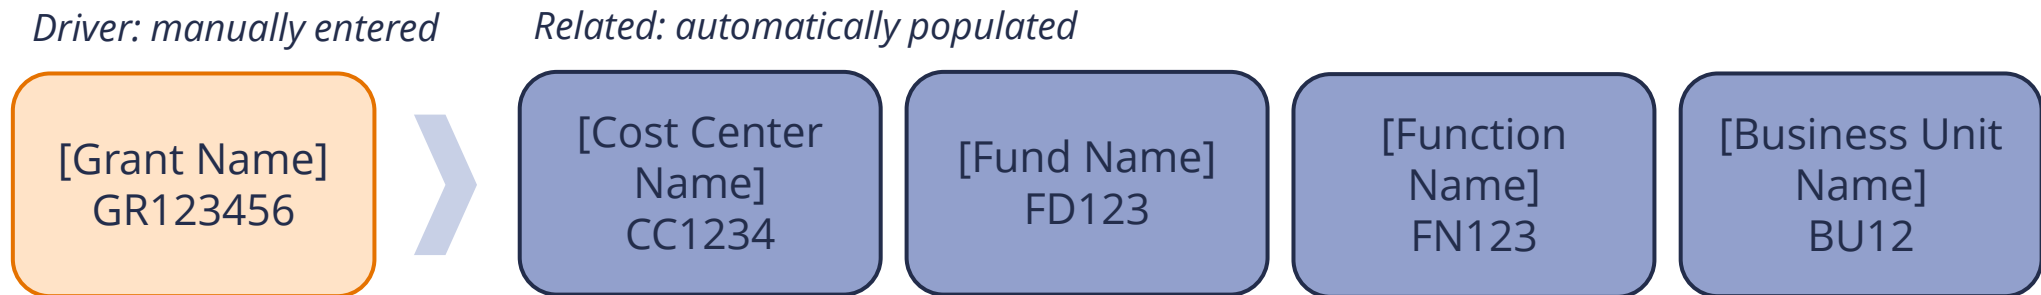 Driver: manually entered
Related: automatically populated
[Grant Name]
GR123456
[Cost Center
Name]
CC1234
[Fund Name]
FD123
[Function
Name]
FN123
[Business Unit
Name]
BU12